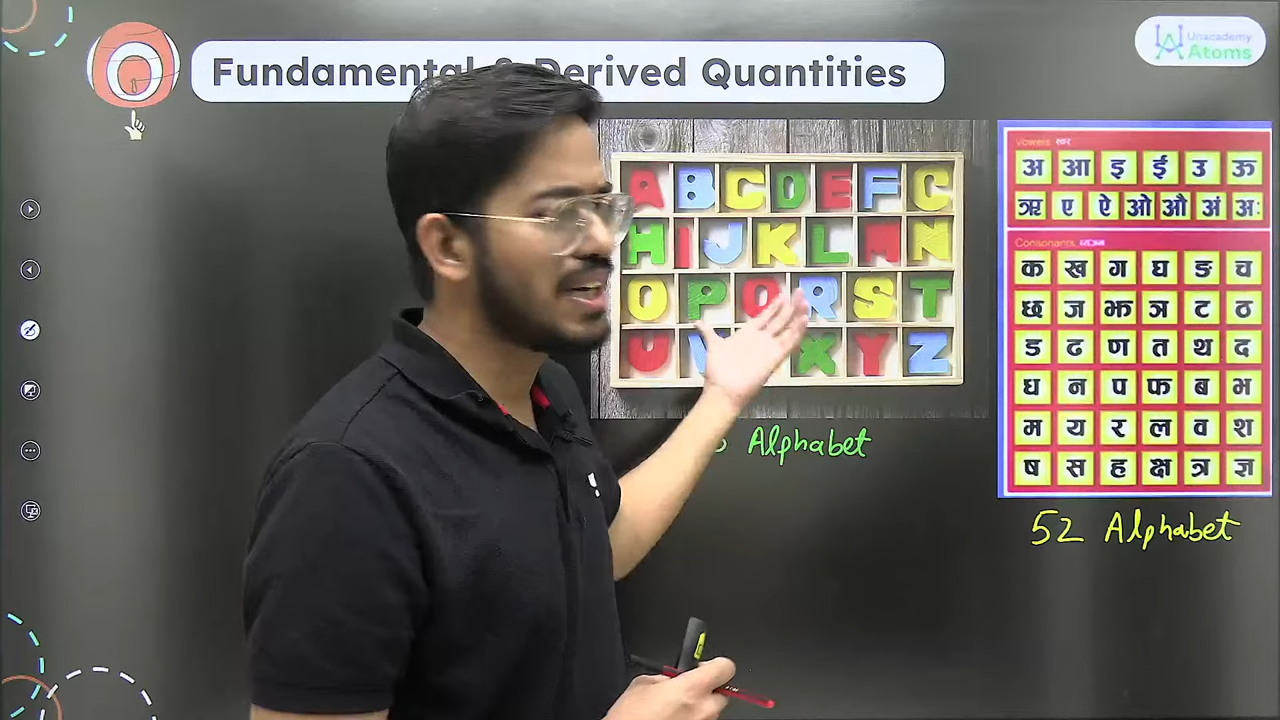 Fundamental & Derived Quantities
Unacademy
Atoms
A B C D E F G
H I J K L M N
O P Q R S T
U V X Y Z
Alphabet
Vowels स्वर
अ आ इ ई उ ऊ
ऋ ए ऐ ओ औ अं अः
Consonants व्यंजन
क ख ग घ ङ च
छ ज झ ञ ट ठ
ड ढ ण त थ द
ध न प फ ब भ
म य र ल व श
ष स ह क्ष त्र ज्ञ
52 Alphabet